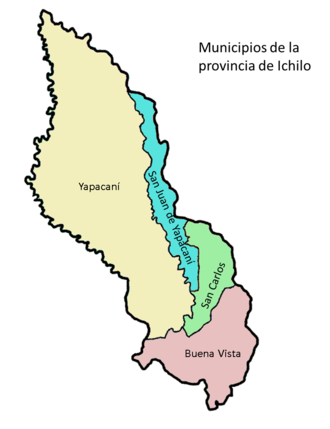 Municipios de la
provincia de Ichilo
Yapacaní
San Juan de Yapacaní
San Carlos
Buena Vista